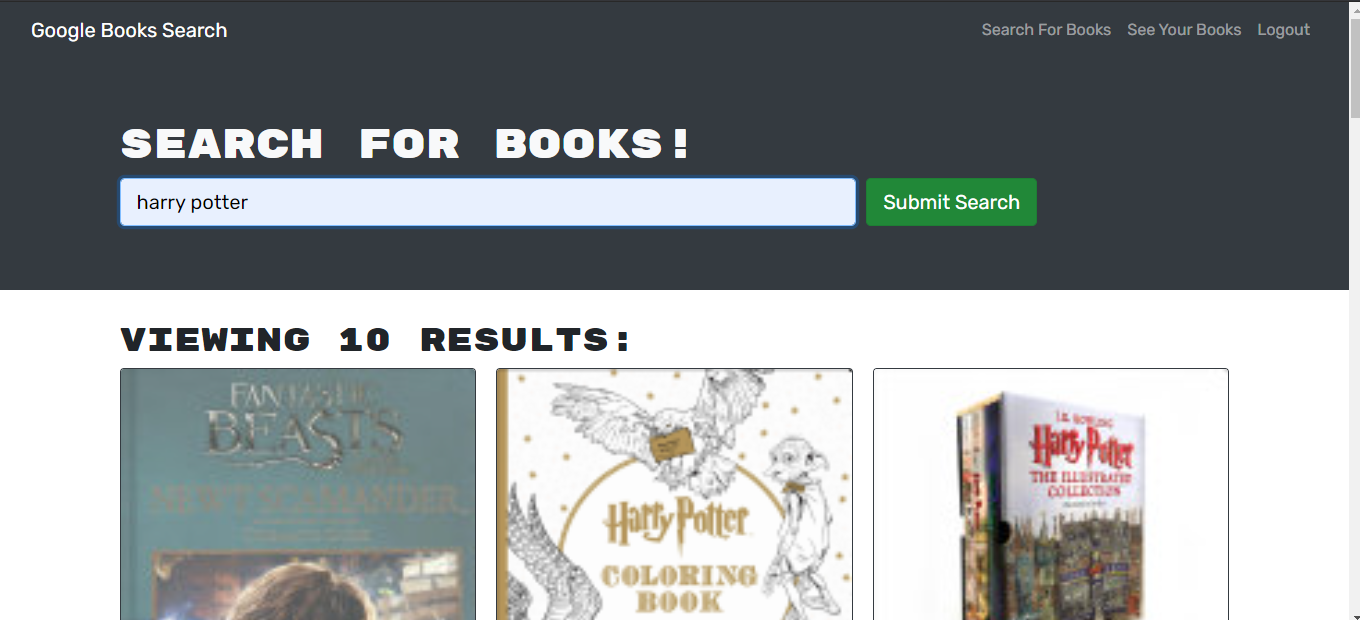 Google Books Search
Search For Books
See Your Books
Logout
SEARCH FOR BOOKS!
harry potter
Submit Search
VIEWING 10 RESULTS:
FANTASTIC
BEASTS
NEWT SCAMANDER
Harry Potter
COLORING
BOOK
J.K. ROWLING
Harry Potter
THE ILLUSTRATED
COLLECTION